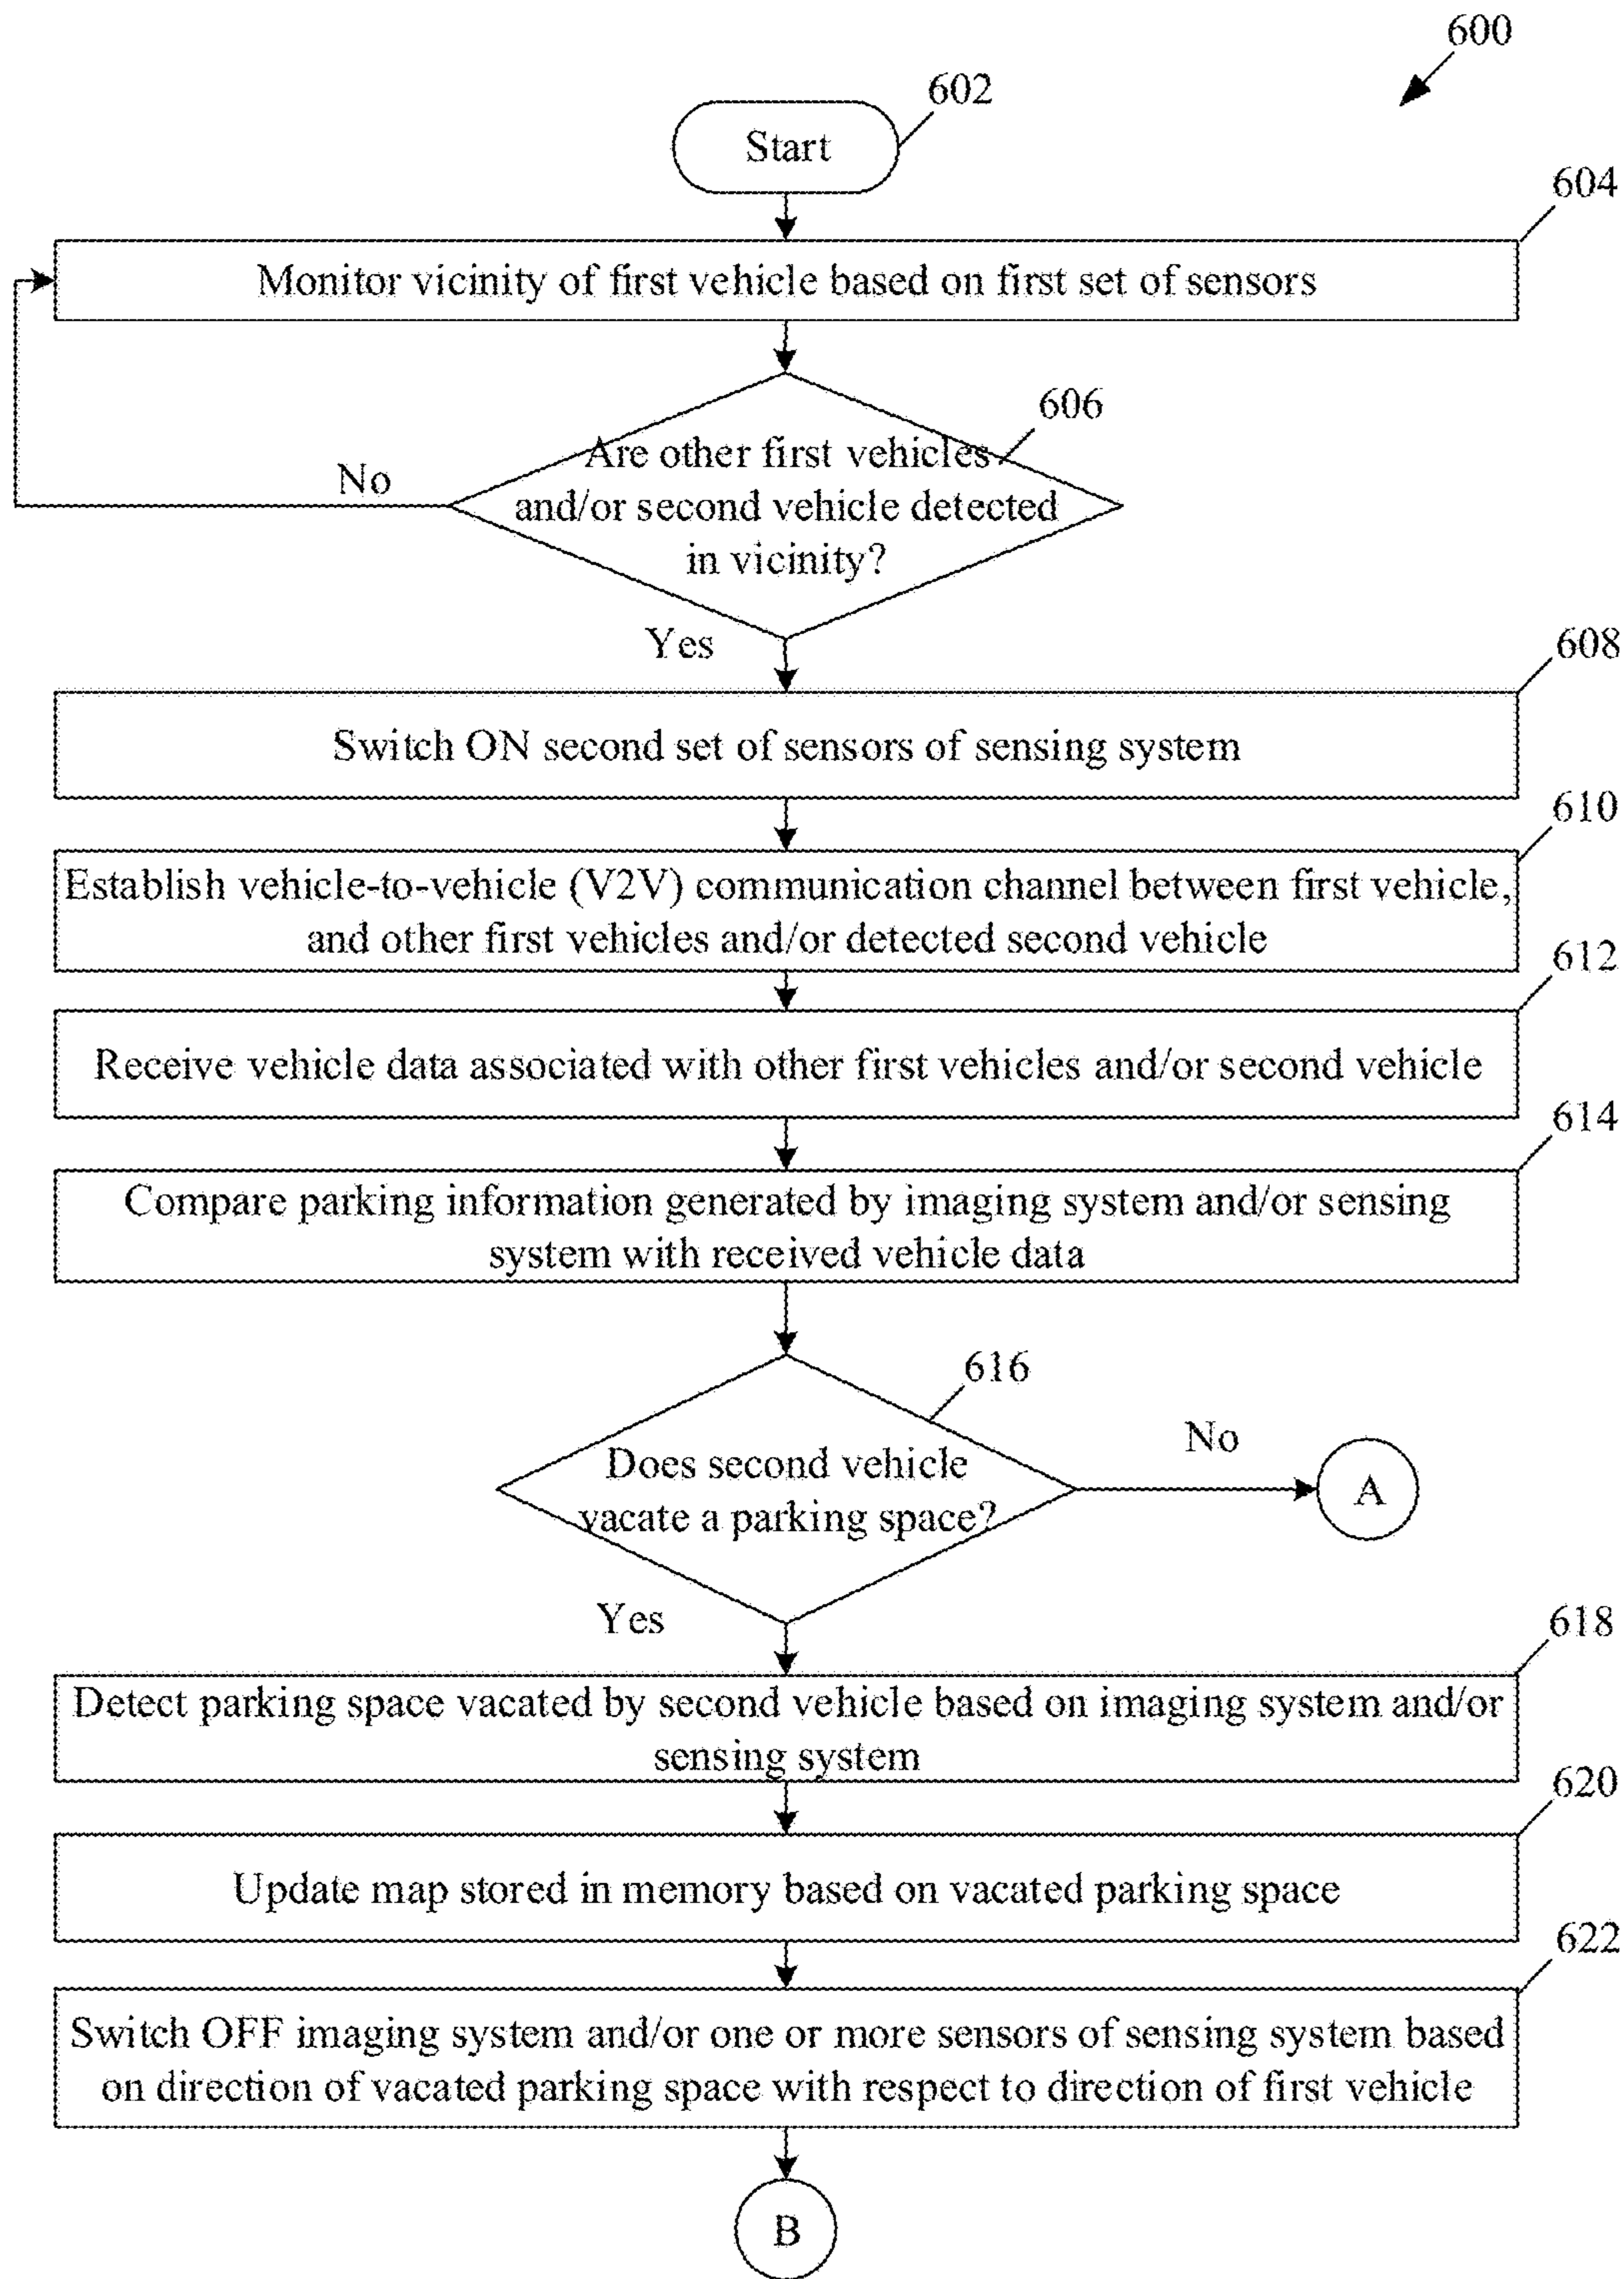 600
602
Start
604
Monitor vicinity of first vehicle based on first set of sensors
606
Are other first vehicles
and/or second vehicle detected
in vicinity?
No
Yes
608
Switch ON second set of sensors of sensing system
610
Establish vehicle-to-vehicle (V2V) communication channel between first vehicle,
and other first vehicles and/or detected second vehicle
612
Receive vehicle data associated with other first vehicles and/or second vehicle
614
Compare parking information generated by imaging system and/or sensing
system with received vehicle data
616
Does second vehicle
vacate a parking space?
No
A
Yes
618
Detect parking space vacated by second vehicle based on imaging system and/or
sensing system
620
Update map stored in memory based on vacated parking space
622
Switch OFF imaging system and/or one or more sensors of sensing system based
on direction of vacated parking space with respect to direction of first vehicle
B